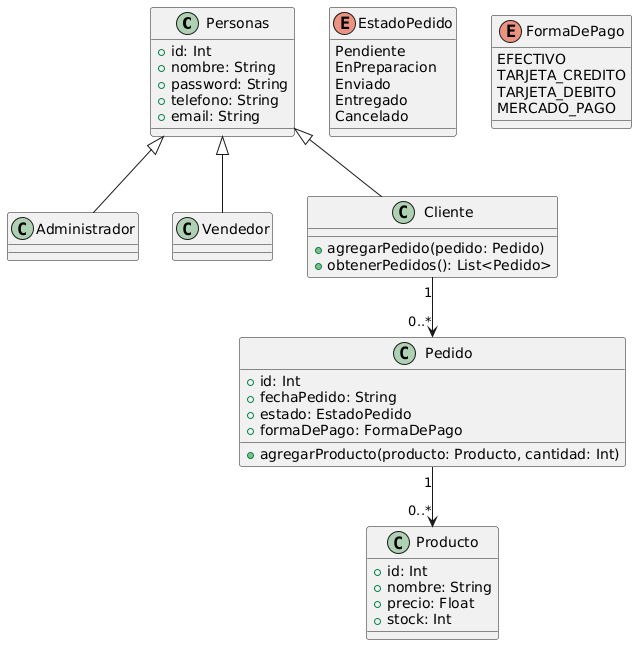 C Personas
id: Int
nombre: String
password: String
telefono: String
email: String
E EstadoPedido
Pendiente
EnPreparacion
Enviado
Entregado
Cancelado
E FormaDePago
EFECTIVO
TARJETA_CREDITO
TARJETA_DEBITO
MERCADO_PAGO
C Administrador
C Vendedor
C Cliente
agregarPedido(pedido: Pedido)
obtenerPedidos(): List<Pedido>
1
0..*
C Pedido
id: Int
fechaPedido: String
estado: EstadoPedido
formaDePago: FormaDePago
agregarProducto(producto: Producto, cantidad: Int)
1
0..*
C Producto
id: Int
nombre: String
precio: Float
stock: Int